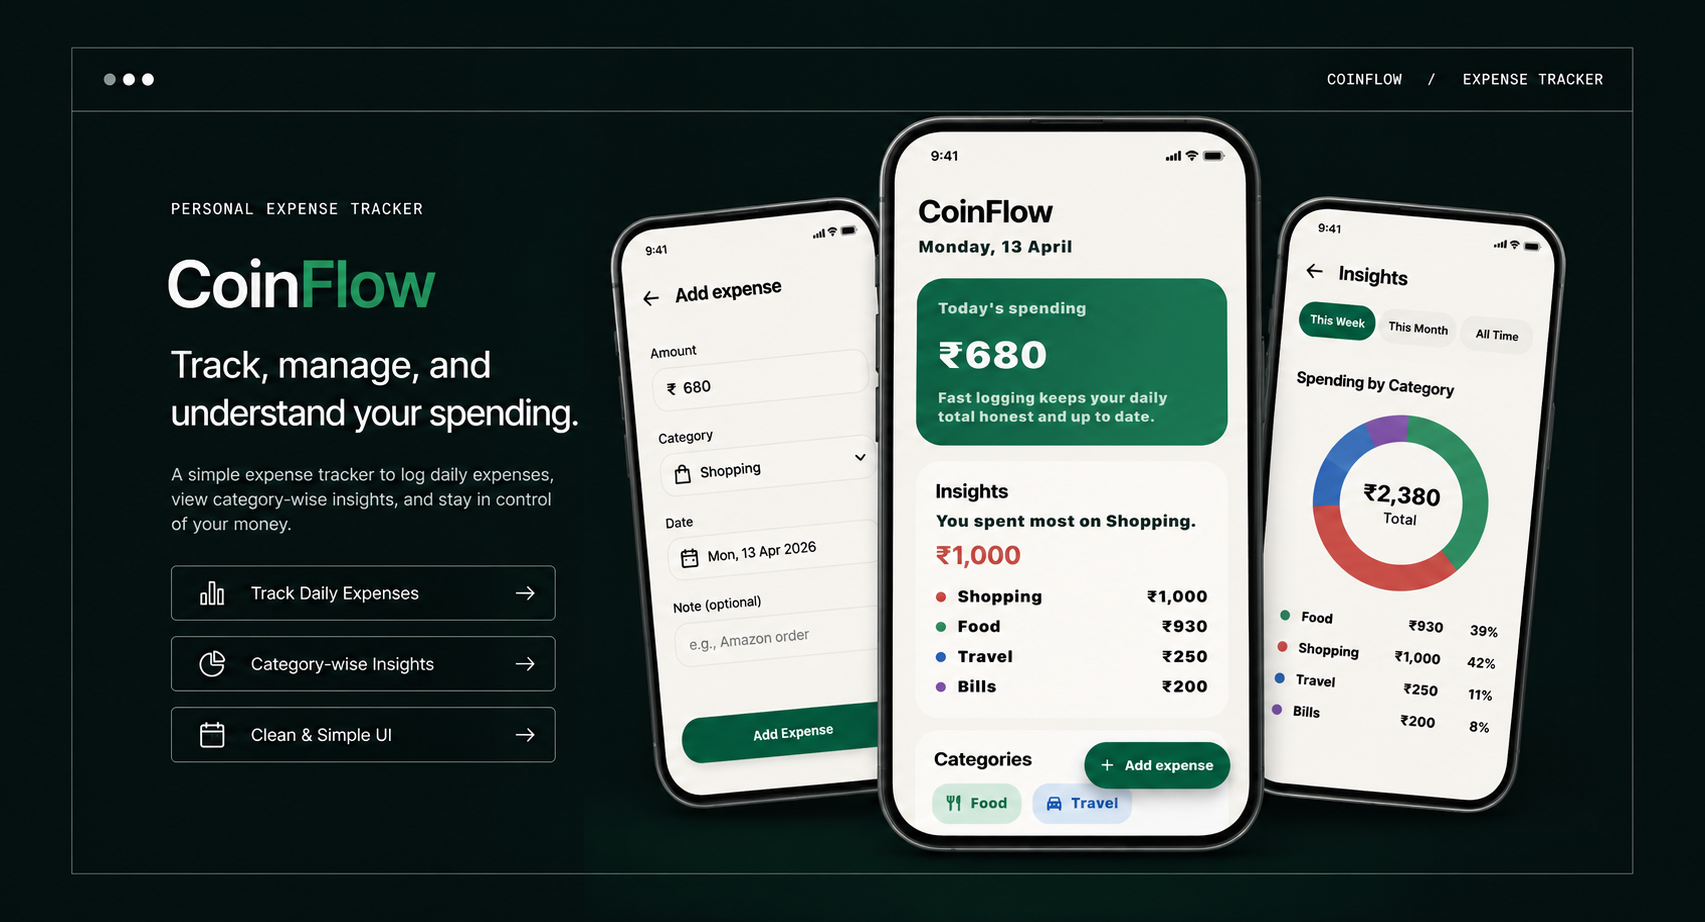 COINFLOW / EXPENSE TRACKER
PERSONAL EXPENSE TRACKER
CoinFlow
Track, manage, and
understand your spending.
A simple expense tracker to log daily expenses,
view category-wise insights, and stay in control
of your money.
Track Daily Expenses
Category-wise Insights
Clean & Simple UI
9:41
Add expense
Amount
₹ 680
Category
Shopping
Date
Mon, 13 Apr 2026
Note (optional)
e.g., Amazon order
Add Expense
9:41
CoinFlow
Monday, 13 April
Today's spending
₹680
Fast logging keeps your daily
total honest and up to date.
Insights
You spent most on Shopping.
₹1,000
Shopping ₹1,000
Food ₹930
Travel ₹250
Bills ₹200
Categories
+ Add expense
Food Travel
9:41
Insights
This Week This Month All Time
Spending by Category
₹2,380
Total
Food ₹930 39%
Shopping ₹1,000 42%
Travel ₹250 11%
Bills ₹200 8%